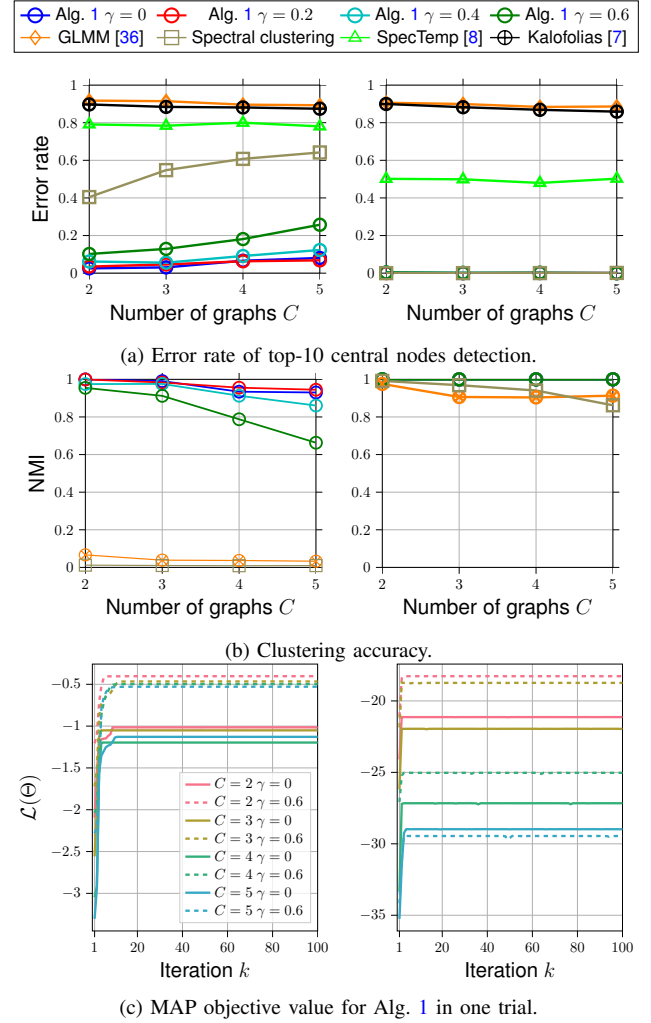 Alg. 1 γ = 0 Alg. 1 γ = 0.2 Alg. 1 γ = 0.4 Alg. 1 γ = 0.6
GLMM [36] Spectral clustering SpecTemp [8] Kalofolias [7]
Error rate
1
0.8
0.6
0.4
0.2
0
2 3 4 5
Number of graphs C
1
0.8
0.6
0.4
0.2
0
2 3 4 5
Number of graphs C
(a) Error rate of top-10 central nodes detection.
NMI
1
0.8
0.6
0.4
0.2
0
2 3 4 5
Number of graphs C
1
0.8
0.6
0.4
0.2
0
2 3 4 5
Number of graphs C
(b) Clustering accuracy.
ℒ(Θ)
−0.5
−1
−1.5
−2
−2.5
−3
C = 2 γ = 0
C = 2 γ = 0.6
C = 3 γ = 0
C = 3 γ = 0.6
C = 4 γ = 0
C = 4 γ = 0.6
C = 5 γ = 0
C = 5 γ = 0.6
1 20 40 60 80 100
Iteration k
−20
−25
−30
−35
1 20 40 60 80 100
Iteration k
(c) MAP objective value for Alg. 1 in one trial.